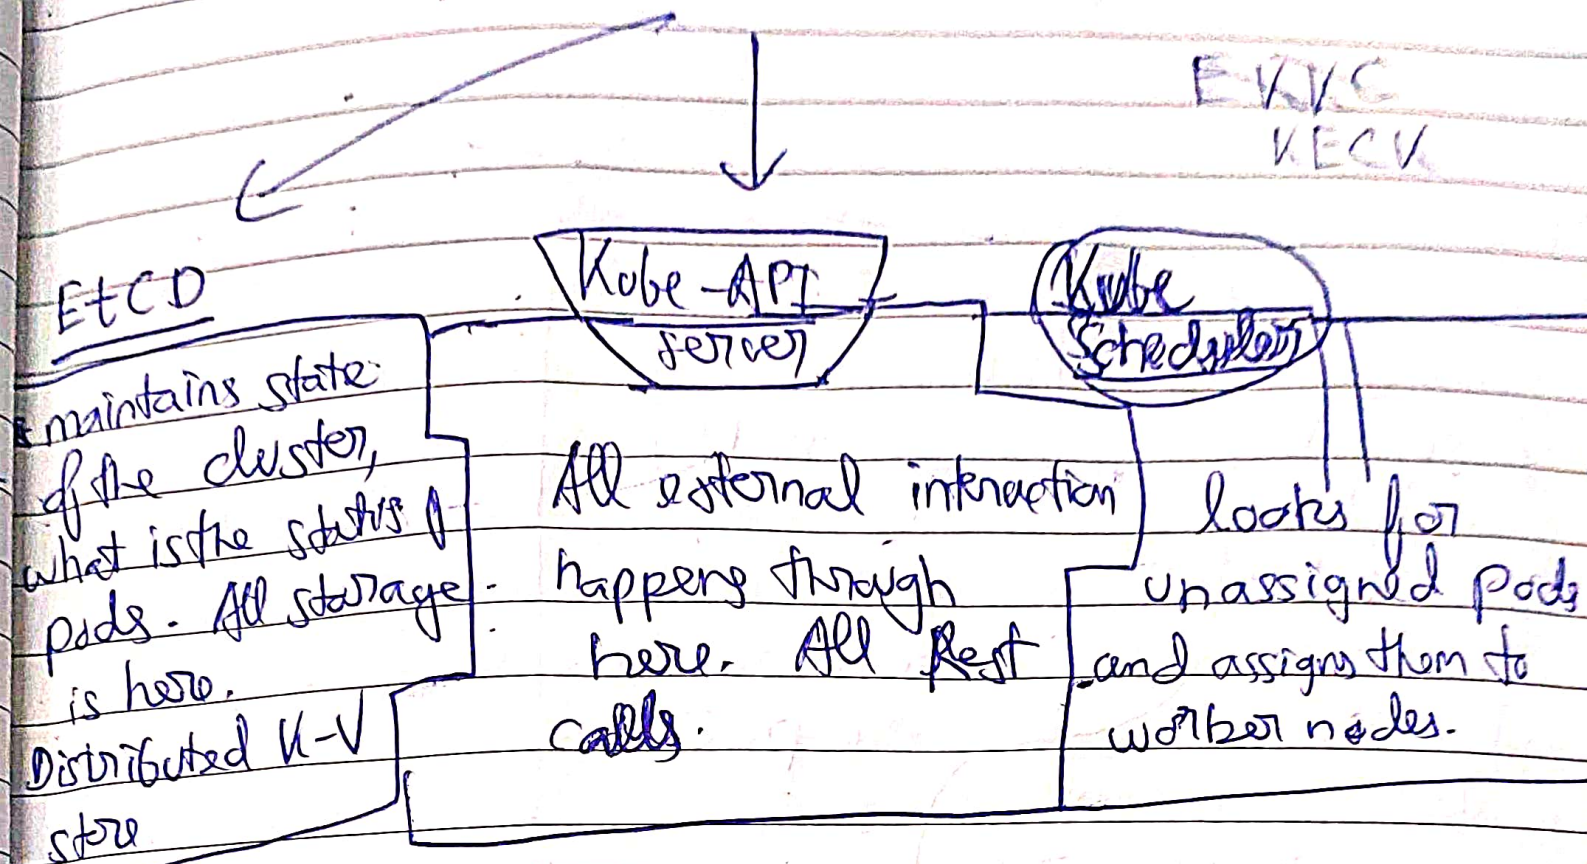 EKKC
KECK
EtCD
maintains state
of the cluster,
what is the status of
pods. All storage
is here.
Distributed K-V
store
Kube-API
server
All external interaction
happens through
here. All Rest
calls.
Kube
Scheduler
looks for
unassigned pods
and assigns them to
worker nodes.